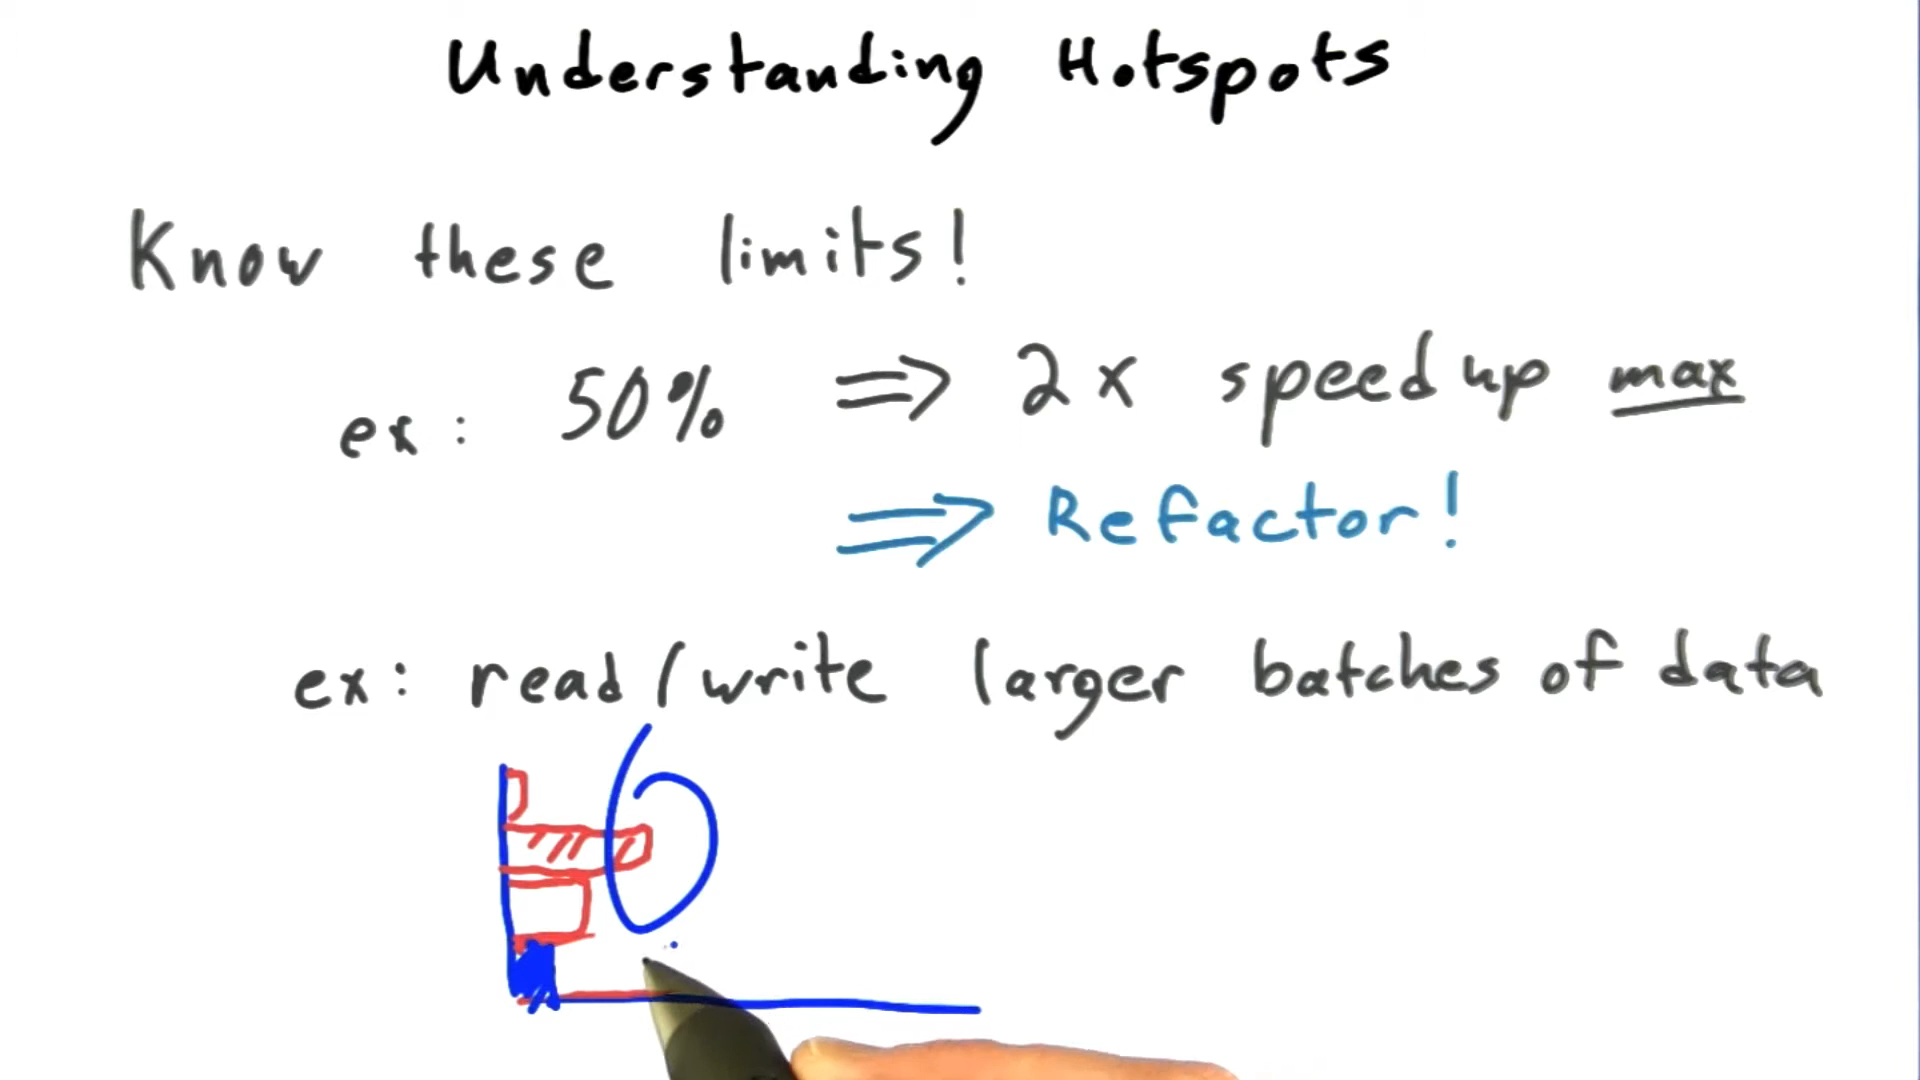 Understanding Hotspots
Know these limits!
ex: 50% => 2x speedup max
=> Refactor!
ex: read/write larger batches of data